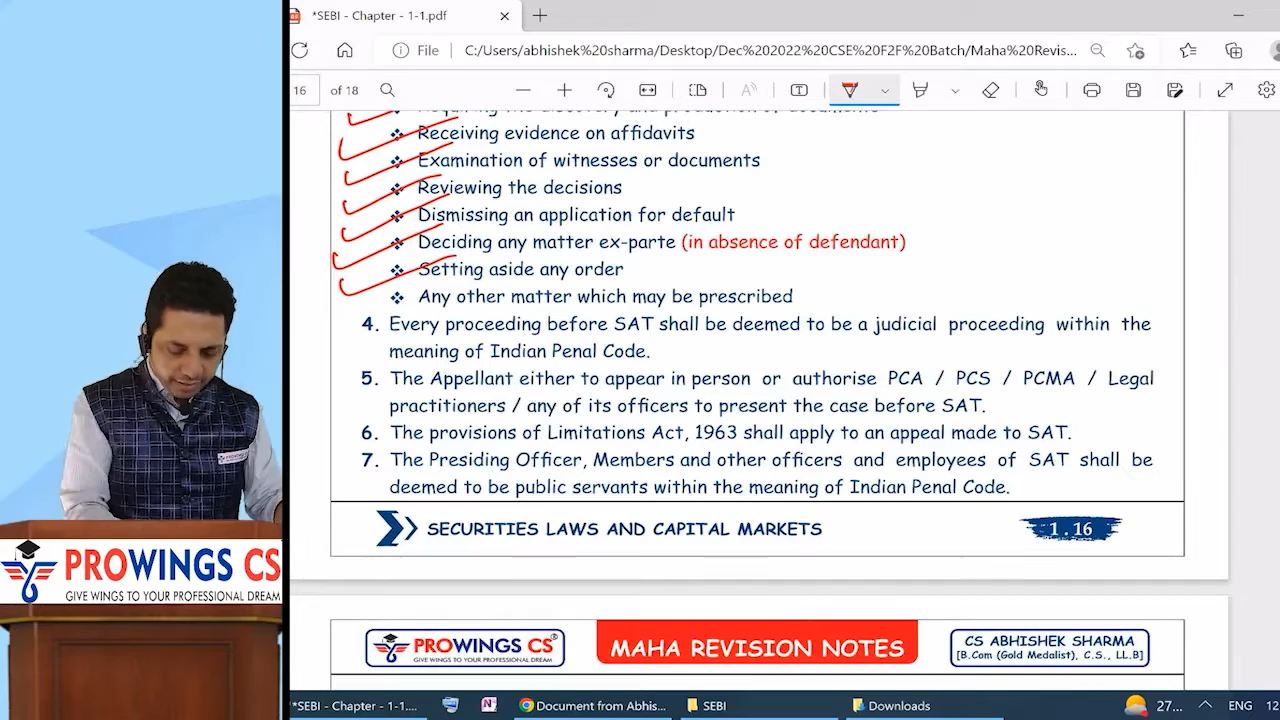 *SEBI - Chapter - 1-1.pdf
File
C:/Users/abhishek%20sharma/Desktop/Dec%202022%20CSE%20F2F%20Batch/Maha%20Revis...
16 of 18
❖ Receiving evidence on affidavits
❖ Examination of witnesses or documents
❖ Reviewing the decisions
❖ Dismissing an application for default
❖ Deciding any matter ex-parte (in absence of defendant)
❖ Setting aside any order
❖ Any other matter which may be prescribed
4. Every proceeding before SAT shall be deemed to be a judicial proceeding within the
meaning of Indian Penal Code.
5. The Appellant either to appear in person or authorise PCA / PCS / PCMA / Legal
practitioners / any of its officers to present the case before SAT.
6. The provisions of Limitations Act, 1963 shall apply to an appeal made to SAT.
7. The Presiding Officer, Members and other officers and employees of SAT shall be
deemed to be public servants within the meaning of Indian Penal Code.
SECURITIES LAWS AND CAPITAL MARKETS
1.16
PROWINGS CS
GIVE WINGS TO YOUR PROFESSIONAL DREAM
PROWINGS CS®
GIVE WINGS TO YOUR PROFESSIONAL DREAM
MAHA REVISION NOTES
CS ABHISHEK SHARMA
[B.Com (Gold Medalist), C.S., LL.B]
*SEBI - Chapter - 1-1....
Document from Abhis...
SEBI
Downloads
27...
ENG
12